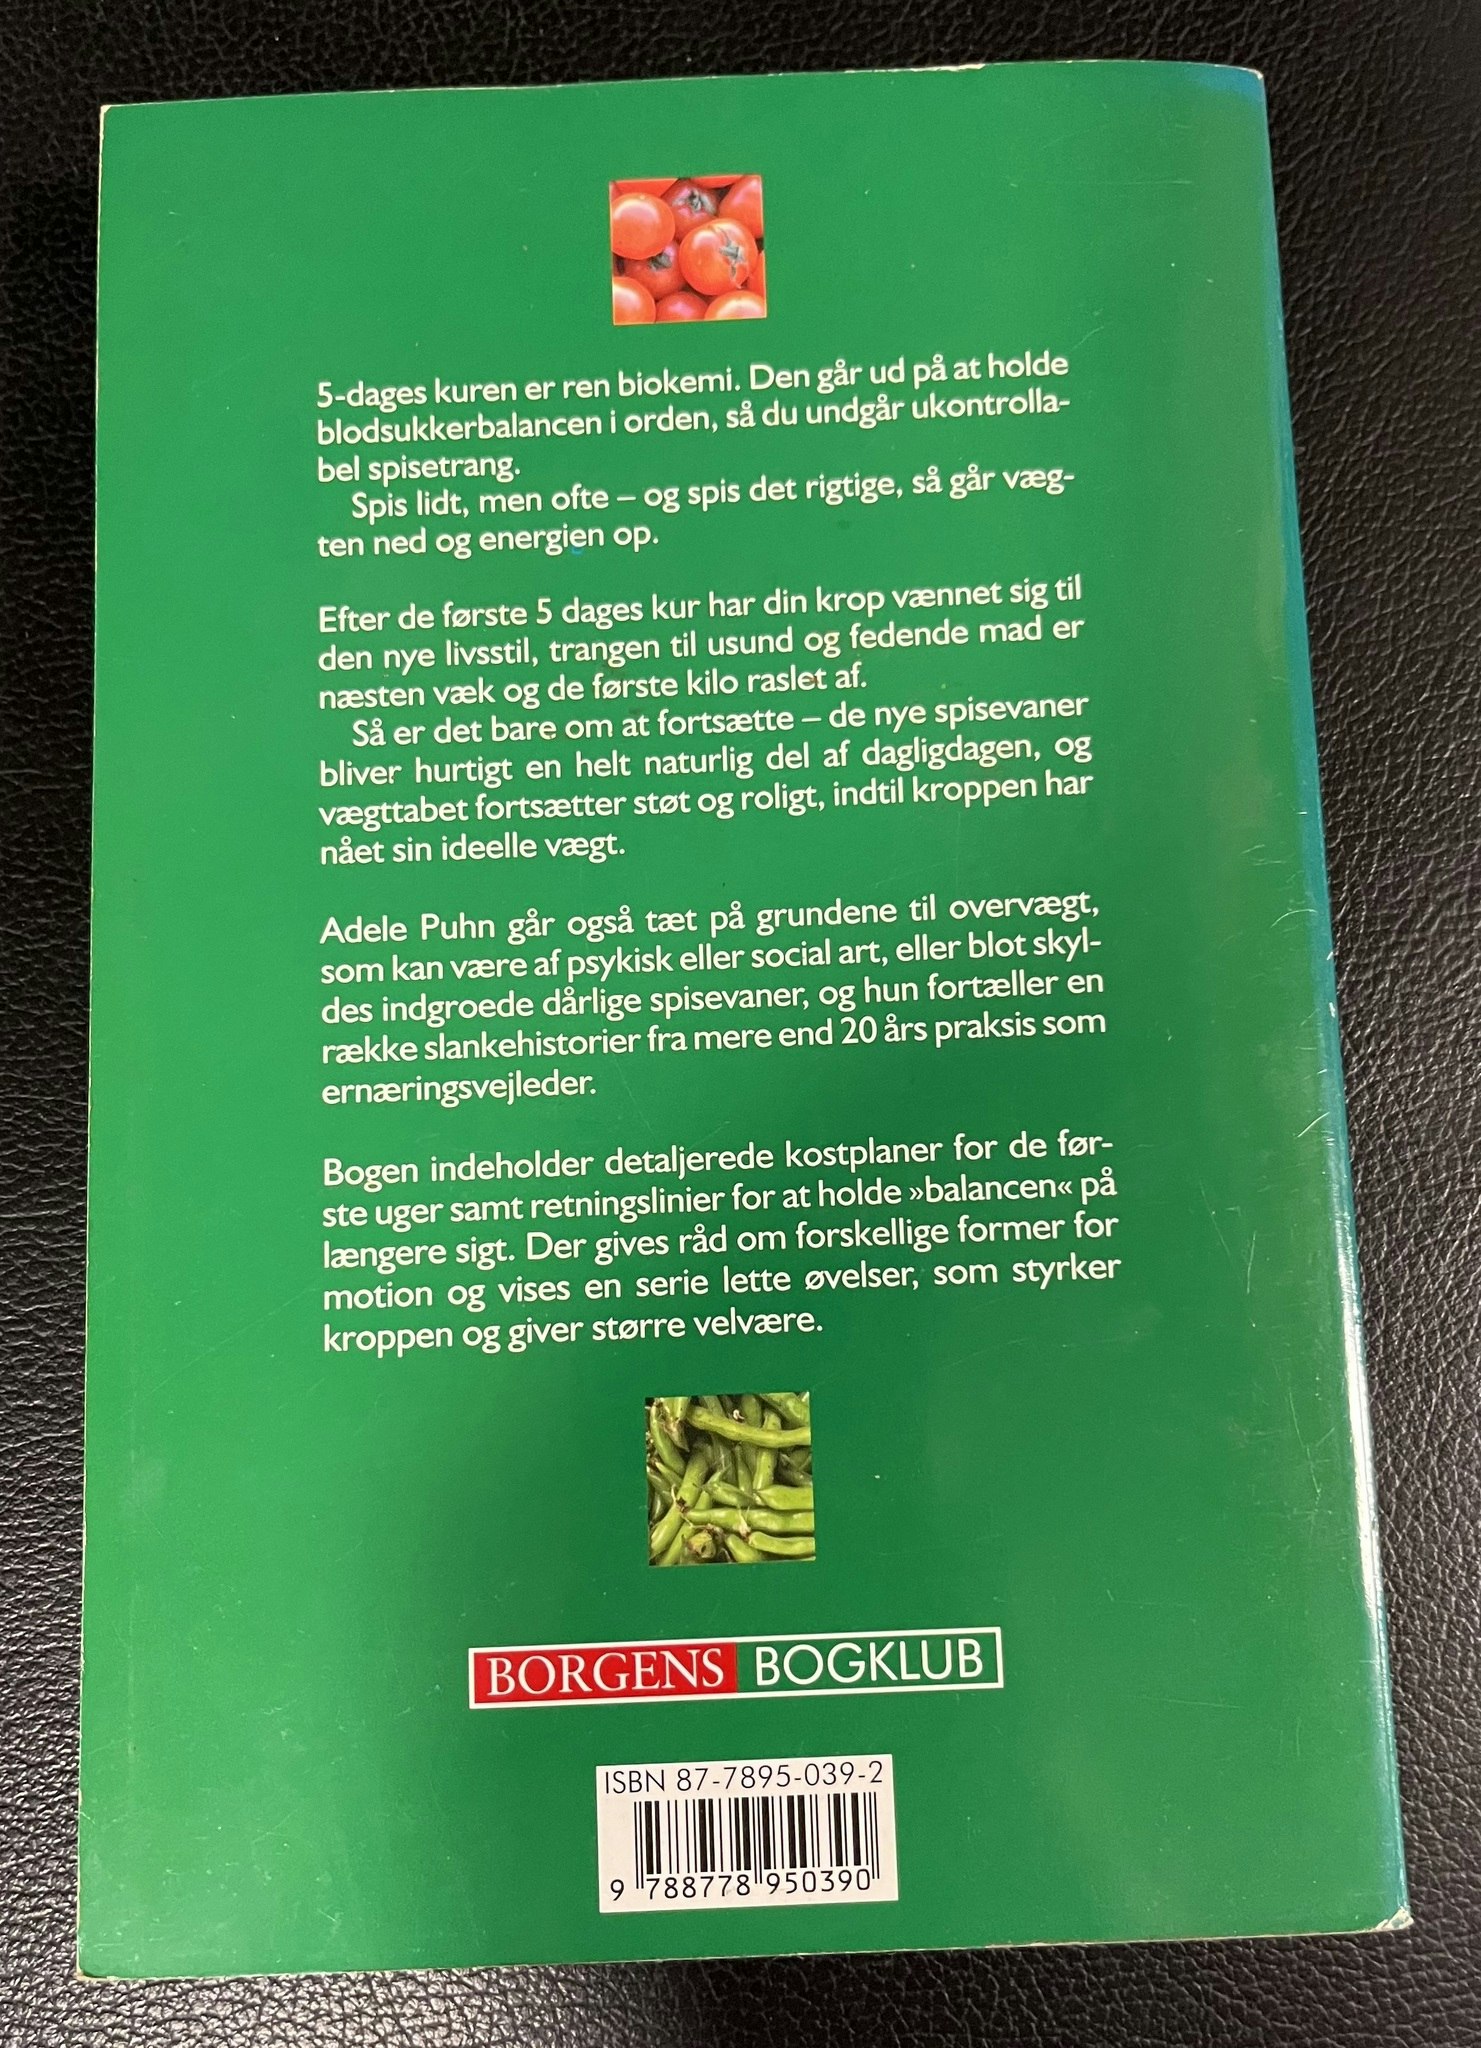 5-dages kuren er ren biokemi. Den går ud på at holde
blodsukkerbalancen i orden, så du undgår ukontrolla-
bel spisetrang.
Spis lidt, men ofte – og spis det rigtige, så går væg-
ten ned og energien op.
Efter de første 5 dages kur har din krop vænnet sig til
den nye livsstil, trangen til usund og fedende mad er
næsten væk og de første kilo raslet af.
Så er det bare om at fortsætte – de nye spisevaner
bliver hurtigt en helt naturlig del af dagligdagen, og
vægttabet fortsætter støt og roligt, indtil kroppen har
nået sin ideelle vægt.
Adele Puhn går også tæt på grundene til overvægt,
som kan være af psykisk eller social art, eller blot skyl-
des indgroede dårlige spisevaner, og hun fortæller en
række slankehistorier fra mere end 20 års praksis som
ernæringsvejleder.
Bogen indeholder detaljerede kostplaner for de før-
ste uger samt retningslinier for at holde »balancen« på
længere sigt. Der gives råd om forskellige former for
motion og vises en serie lette øvelser, som styrker
kroppen og giver større velvære.
BORGENS BOGKLUB
ISBN 87-7895-039-2
9 788778 950390